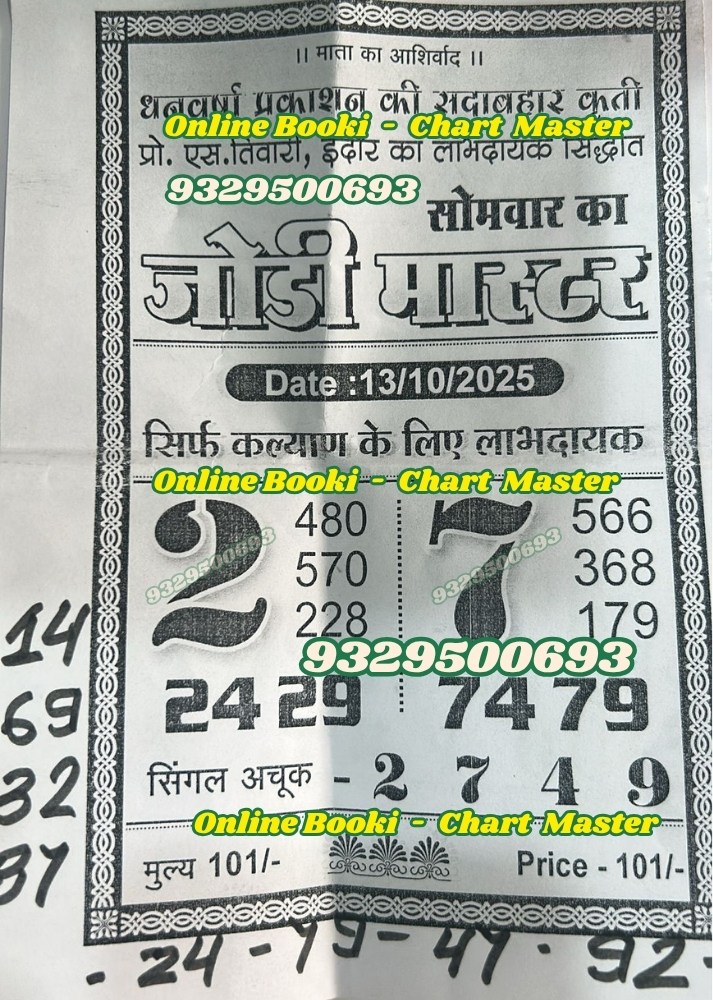 ।। माता का आशिर्वाद ।।
धनवर्षा प्रकाशन की सदाबहार कृती
Online Booki - Chart Master
प्रो. एस.तिवारी, इंदौर का लाभदायक सिद्धांत
9329500693
सोमवार का
जोडी मास्टर
Date :13/10/2025
सिर्फ कल्याण के लिए लाभदायक
Online Booki - Chart Master
2 480 7 566
570 368
228 179
9329500693 9329500693
9329500693
24 29 74 79
सिंगल अचूक - 2 7 4 9
Online Booki - Chart Master
मुल्य 101/- Price - 101/-
14
69
32
- 24 - 79 - 47 - 92 -